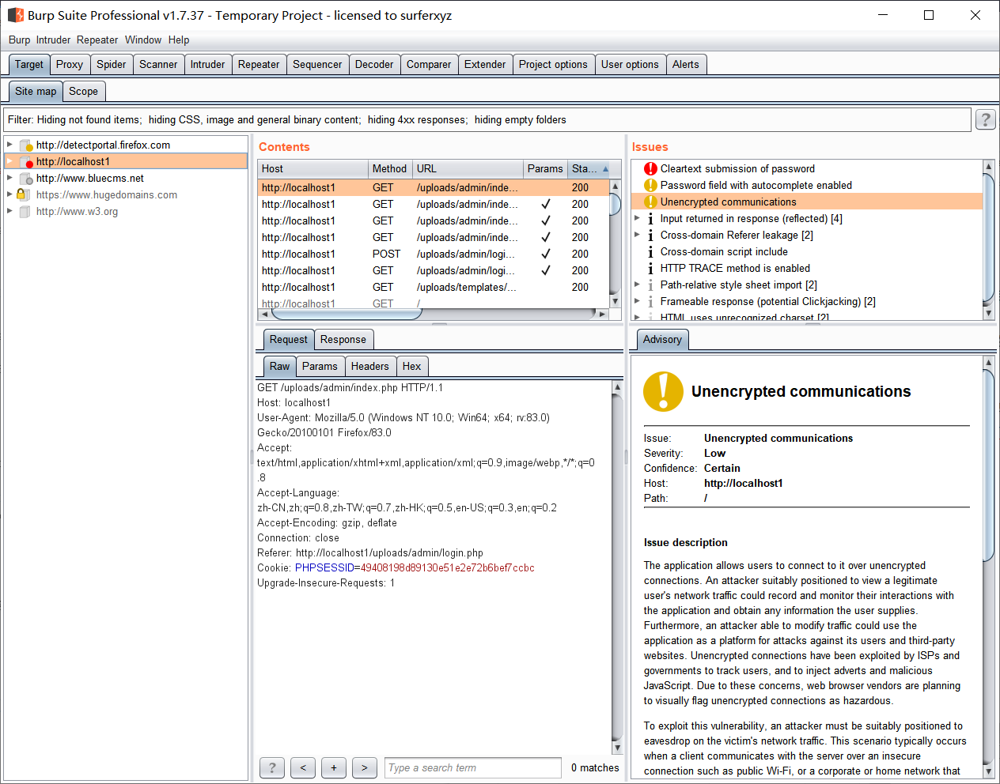 Burp Suite Professional v1.7.37 - Temporary Project - licensed to surferxyz
Burp Intruder Repeater Window Help
Target Proxy Spider Scanner Intruder Repeater Sequencer Decoder Comparer Extender Project options User options Alerts
Site map Scope
Filter: Hiding not found items; hiding CSS, image and general binary content; hiding 4xx responses; hiding empty folders
?
http://detectportal.firefox.com
http://localhost1
http://www.bluecms.net
https://www.hugedomains.com
http://www.w3.org
Contents
Host Method URL Params Sta...
http://localhost1 GET /uploads/admin/inde... 200
http://localhost1 GET /uploads/admin/inde... ✓ 200
http://localhost1 GET /uploads/admin/inde... ✓ 200
http://localhost1 GET /uploads/admin/inde... ✓ 200
http://localhost1 POST /uploads/admin/logi... ✓ 200
http://localhost1 GET /uploads/admin/logi... ✓ 200
http://localhost1 GET /uploads/templates/... 200
http://localhost1 GET /
Request Response
Raw Params Headers Hex
GET /uploads/admin/index.php HTTP/1.1
Host: localhost1
User-Agent: Mozilla/5.0 (Windows NT 10.0; Win64; x64; rv:83.0)
Gecko/20100101 Firefox/83.0
Accept:
text/html,application/xhtml+xml,application/xml;q=0.9,image/webp,*/*;q=0
.8
Accept-Language:
zh-CN,zh;q=0.8,zh-TW;q=0.7,zh-HK;q=0.5,en-US;q=0.3,en;q=0.2
Accept-Encoding: gzip, deflate
Connection: close
Referer: http://localhost1/uploads/admin/login.php
Cookie: PHPSESSID=49408198d89130e51e2e72b6bef7ccbc
Upgrade-Insecure-Requests: 1
? < + > Type a search term 0 matches
Issues
Cleartext submission of password
Password field with autocomplete enabled
Unencrypted communications
Input returned in response (reflected) [4]
Cross-domain Referer leakage [2]
Cross-domain script include
HTTP TRACE method is enabled
Path-relative style sheet import [2]
Frameable response (potential Clickjacking) [2]
HTML uses unrecognized charset [2]
Advisory
Unencrypted communications
Issue: Unencrypted communications
Severity: Low
Confidence: Certain
Host: http://localhost1
Path: /
Issue description
The application allows users to connect to it over unencrypted
connections. An attacker suitably positioned to view a legitimate
user's network traffic could record and monitor their interactions with
the application and obtain any information the user supplies.
Furthermore, an attacker able to modify traffic could use the
application as a platform for attacks against its users and third-party
websites. Unencrypted connections have been exploited by ISPs and
governments to track users, and to inject adverts and malicious
JavaScript. Due to these concerns, web browser vendors are planning
to visually flag unencrypted connections as hazardous.
To exploit this vulnerability, an attacker must be suitably positioned to
eavesdrop on the victim's network traffic. This scenario typically occurs
when a client communicates with the server over an insecure
connection such as public Wi-Fi, or a corporate or home network that